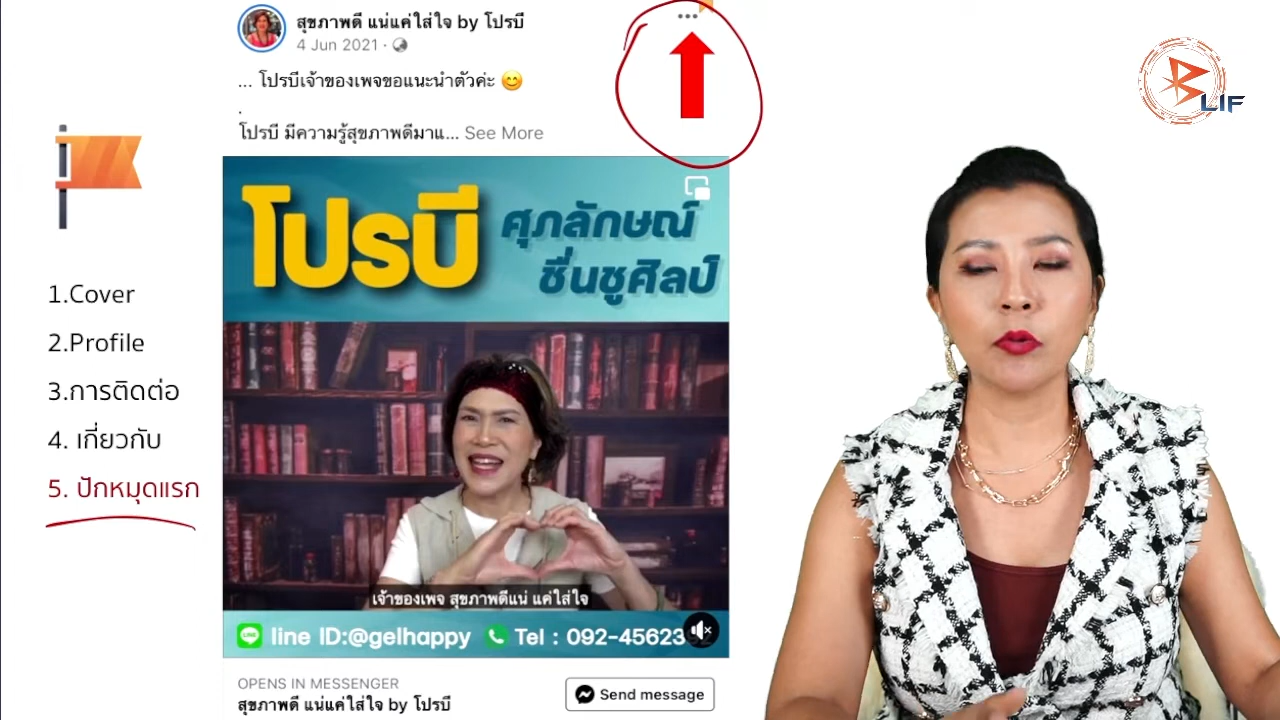 สุขภาพดี แน่แค่ใส่ใจ by โปรบี
4 Jun 2021 ·
... โปรบีเจ้าของเพจขอแนะนำตัวค่ะ 😊
.
โปรบี มีความรู้สุขภาพดีมาแ... See More
โปรบี
ศุภลักษณ์
ชื่นชูศิลป์
เจ้าของเพจ สุขภาพดีแน่ แค่ใส่ใจ
line ID:@gelhappy
Tel : 092-45623
OPENS IN MESSENGER
สุขภาพดี แน่แค่ใส่ใจ by โปรบี
Send message
1.Cover
2.Profile
3.การติดต่อ
4. เกี่ยวกับ
5. ปักหมุดแรก
B LIF